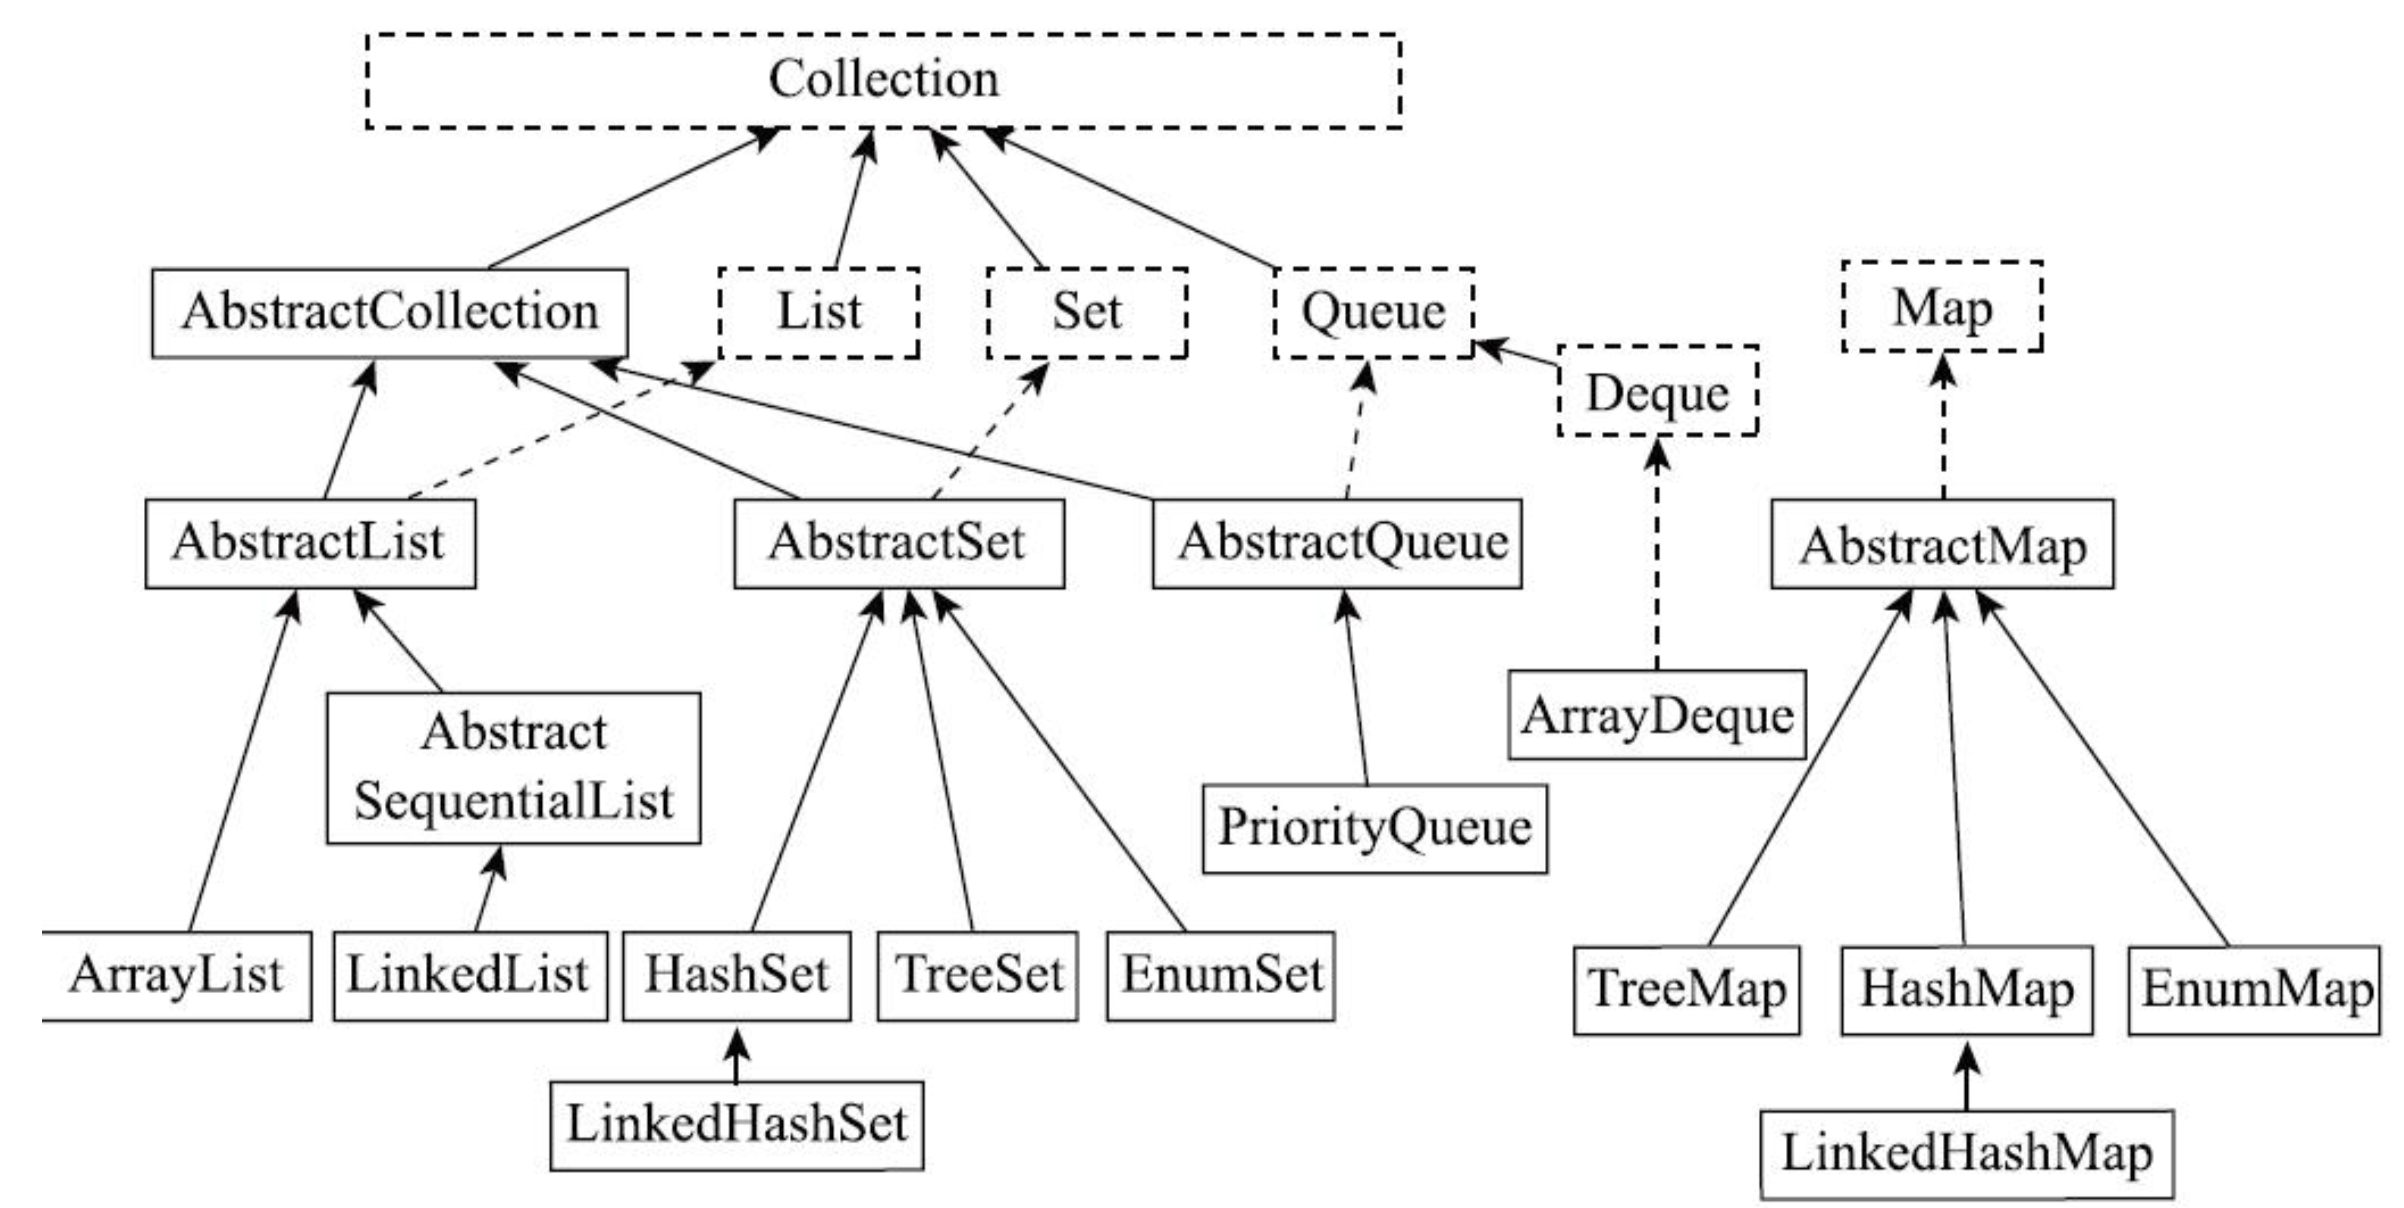 Collection
AbstractCollection
List
Set
Queue
Map
Deque
AbstractList
AbstractSet
AbstractQueue
AbstractMap
Abstract
SequentialList
ArrayDeque
PriorityQueue
ArrayList
LinkedList
HashSet
TreeSet
EnumSet
TreeMap
HashMap
EnumMap
LinkedHashSet
LinkedHashMap